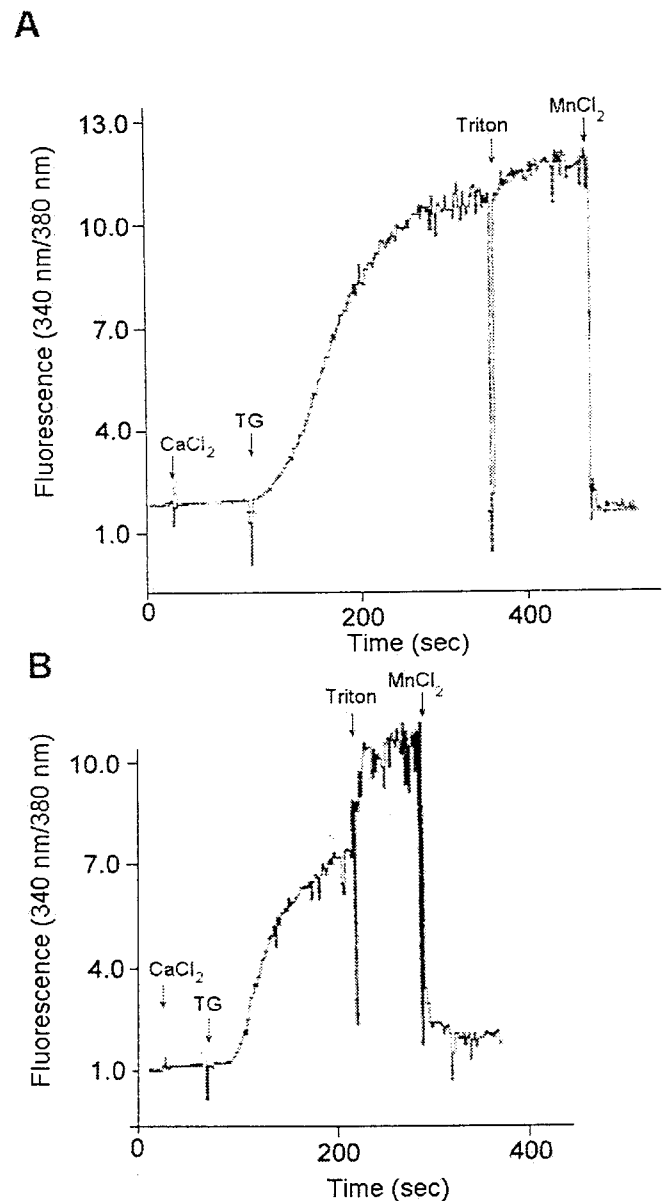 A
Fluorescence (340 nm/380 nm)
13.0
10.0
7.0
4.0
1.0
CaCl2
TG
Triton
MnCl2
0
200
400
Time (sec)
B
Fluorescence (340 nm/380 nm)
10.0
7.0
4.0
1.0
CaCl2
TG
Triton
MnCl2
0
200
400
Time (sec)